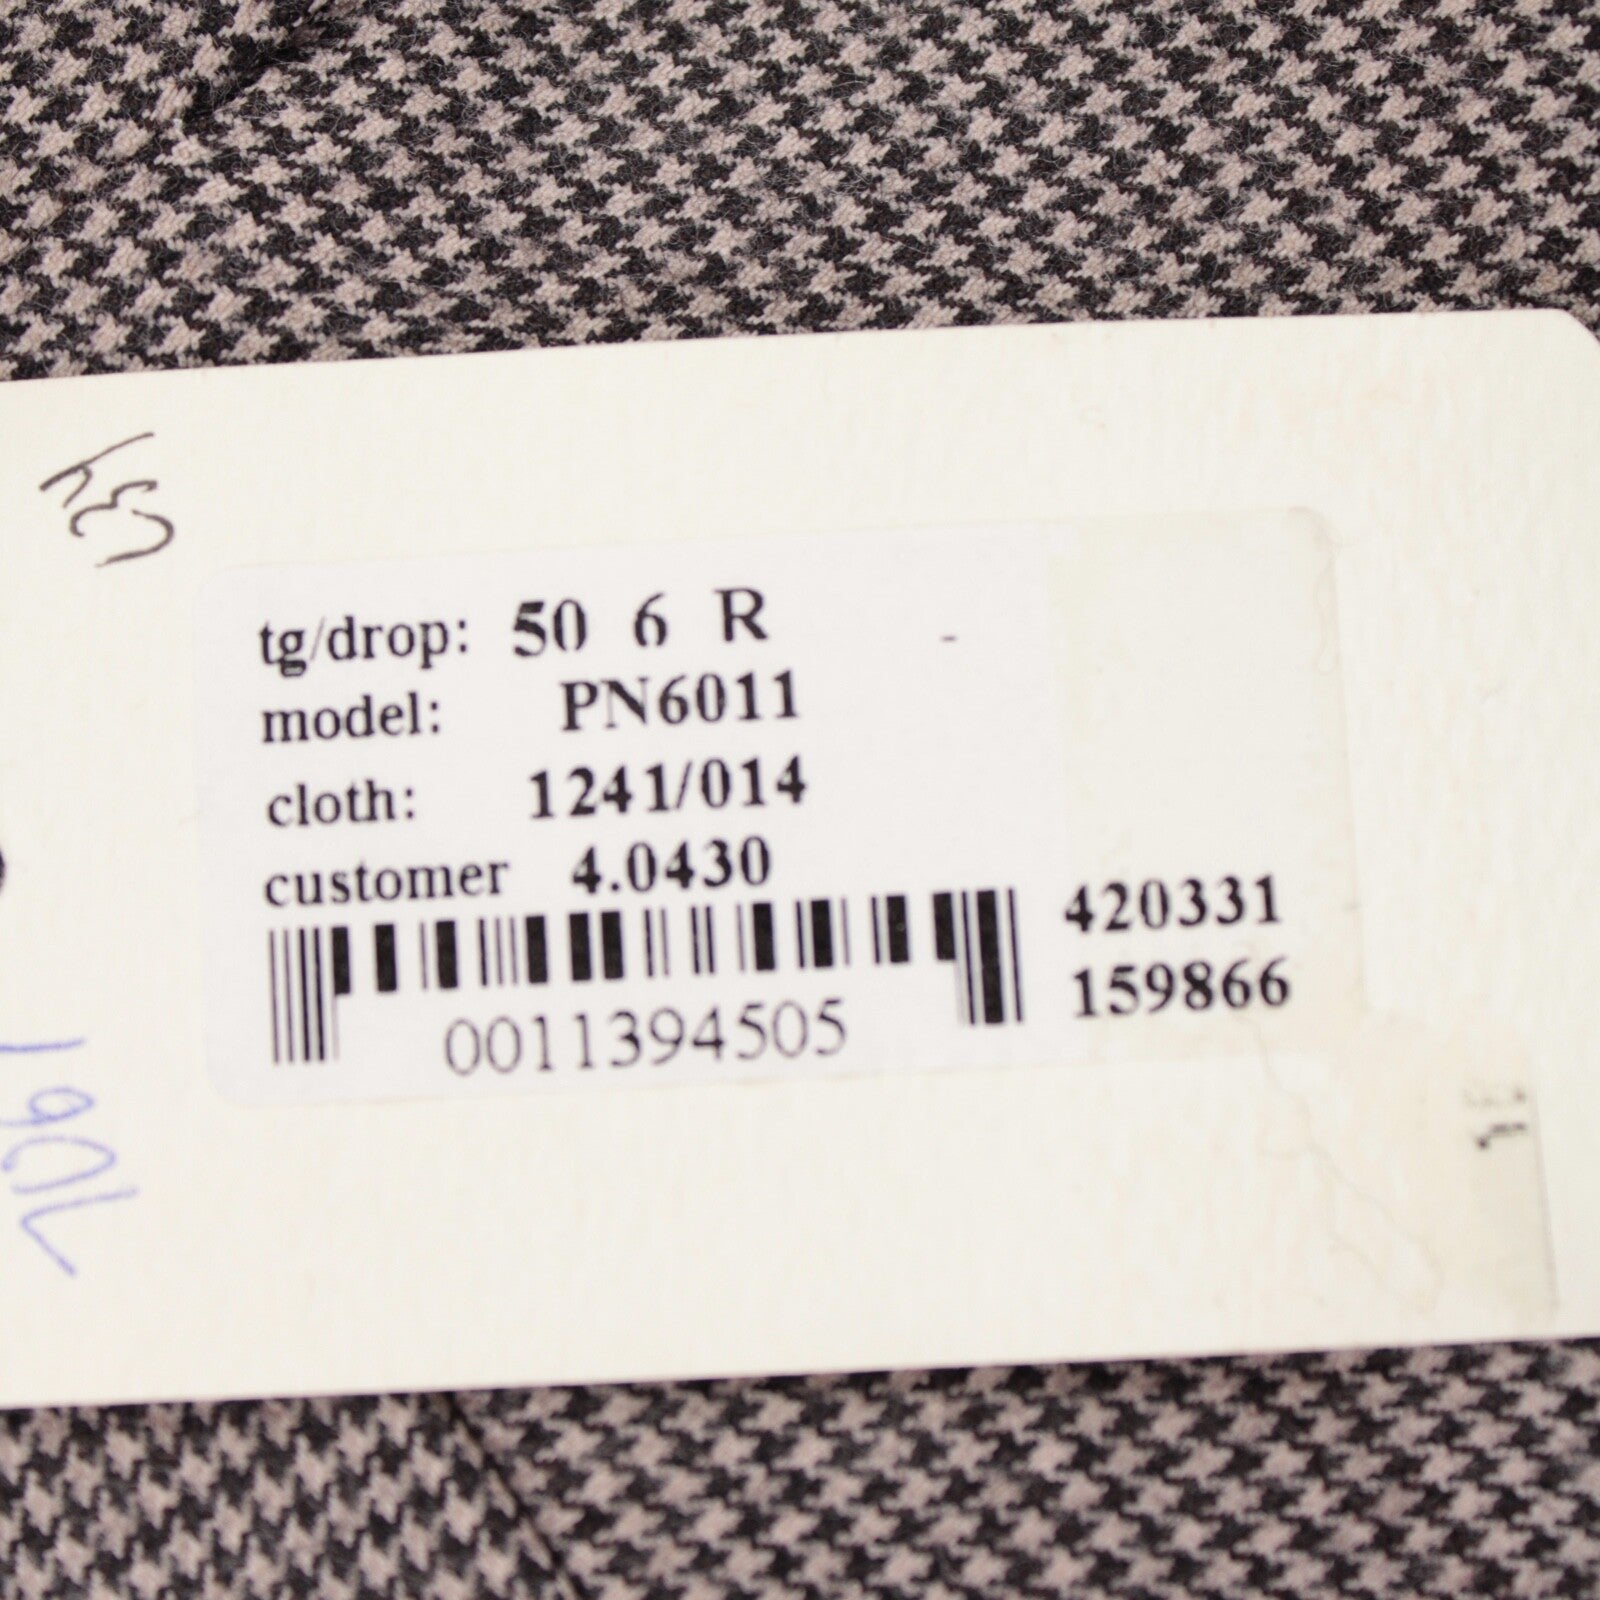 tg/drop: 50 6 R -
model: PN6011
cloth: 1241/014
customer 4.0430
420331
159866
0011394505